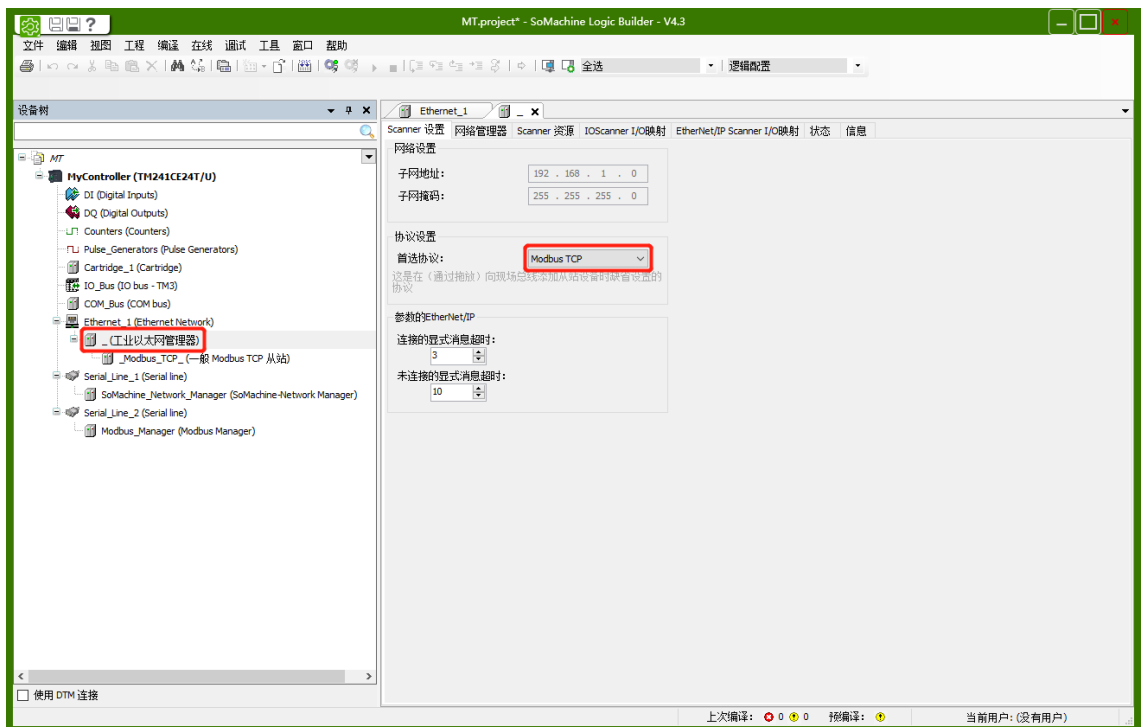 MT.project* - SoMachine Logic Builder - V4.3
文件 编辑 视图 工程 编译 在线 调试 工具 窗口 帮助
全选 逻辑配置
设备树
MT
MyController (TM241CE24T/U)
DI (Digital Inputs)
DQ (Digital Outputs)
Counters (Counters)
Pulse_Generators (Pulse Generators)
Cartridge_1 (Cartridge)
IO_Bus (IO bus - TM3)
COM_Bus (COM bus)
Ethernet_1 (Ethernet Network)
_ (工业以太网管理器)
_Modbus_TCP_ (一般 Modbus TCP 从站)
Serial_Line_1 (Serial line)
SoMachine_Network_Manager (SoMachine-Network Manager)
Serial_Line_2 (Serial line)
Modbus_Manager (Modbus Manager)
使用 DTM 连接
Ethernet_1 _
Scanner 设置 网络管理器 Scanner 资源 IOScanner I/O映射 EtherNet/IP Scanner I/O映射 状态 信息
网络设置
子网地址: 192 . 168 . 1 . 0
子网掩码: 255 . 255 . 255 . 0
协议设置
首选协议: Modbus TCP
这是在（通过拖放）向现场总线添加从站设备时缺省设置的
协议
参数的EtherNet/IP
连接的显式消息超时:
3
未连接的显式消息超时:
10
上次编译: 0 0 预编译: 当前用户: (没有用户)